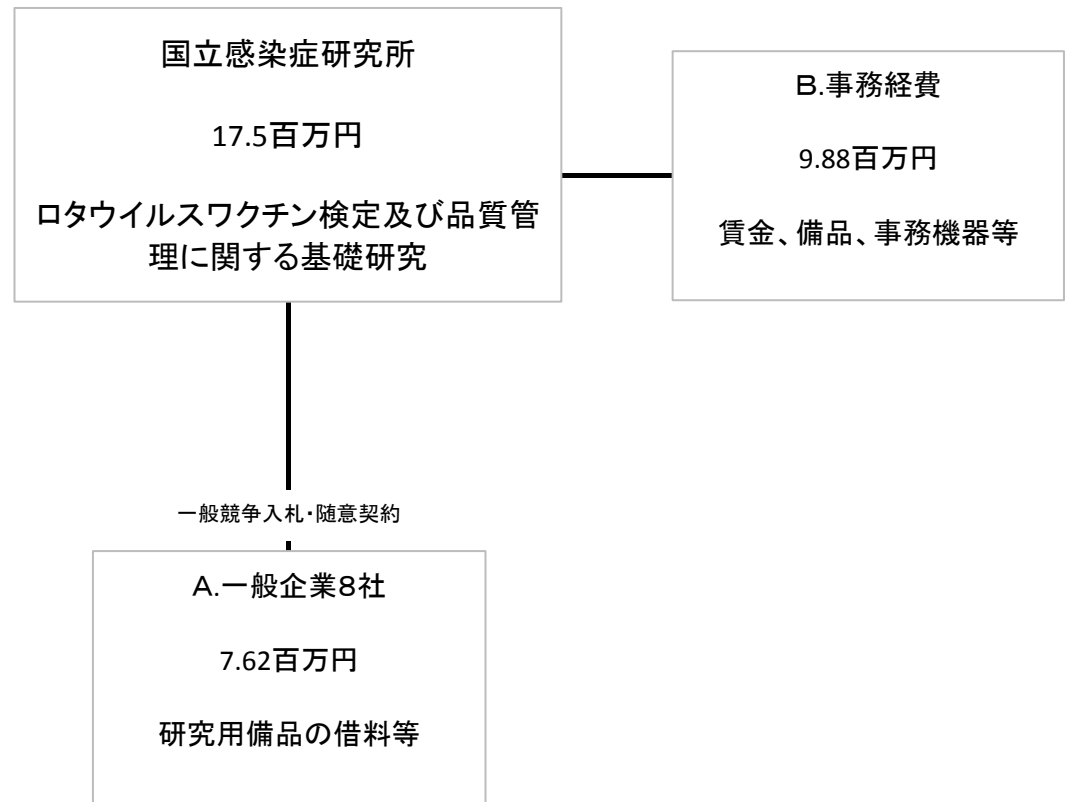 国立感染症研究所
17.5百万円
ロタウイルスワクチン検定及び品質管
理に関する基礎研究
B.事務経費
9.88百万円
賃金、備品、事務機器等
一般競争入札・随意契約
A.一般企業8社
7.62百万円
研究用備品の借料等